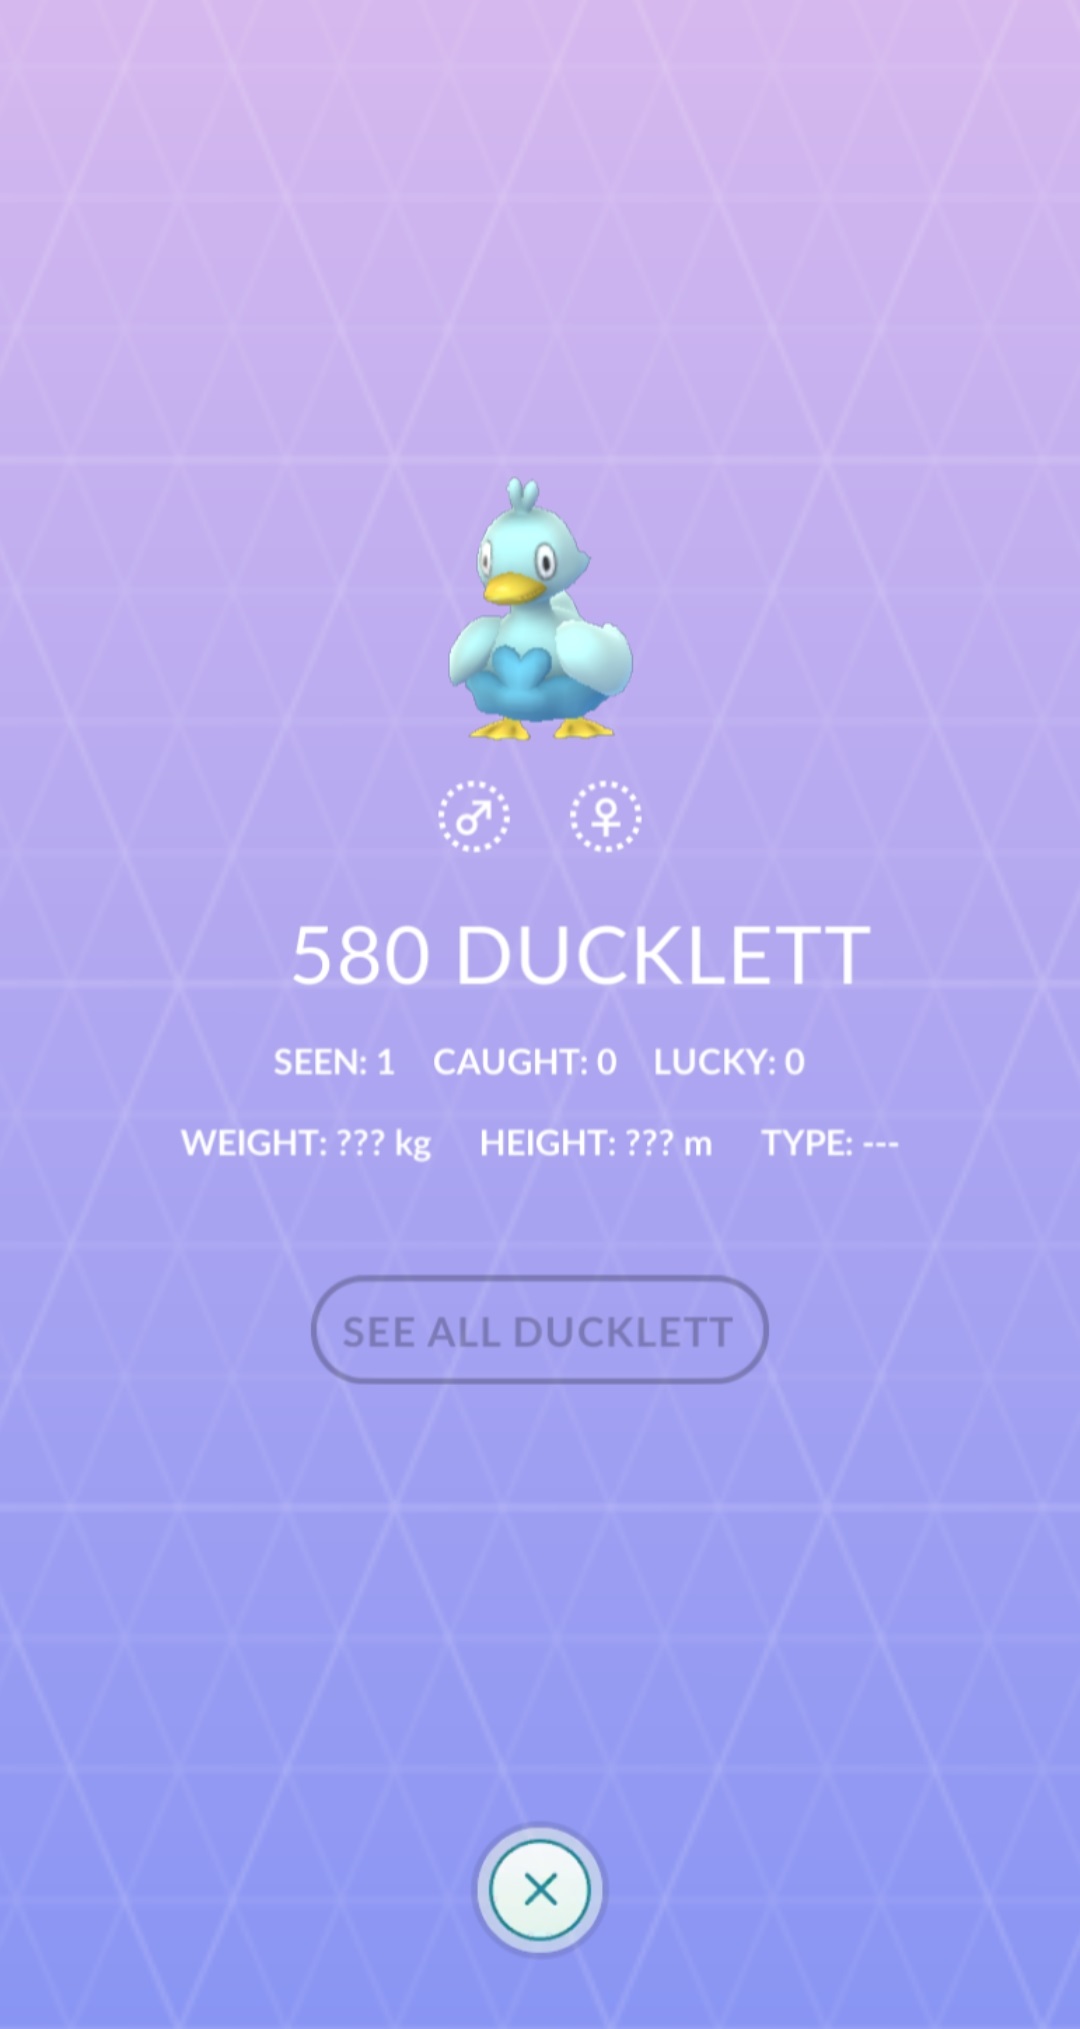 580 DUCKLETT
SEEN: 1 CAUGHT: 0 LUCKY: 0
WEIGHT: ??? kg HEIGHT: ??? m TYPE: ---
SEE ALL DUCKLETT